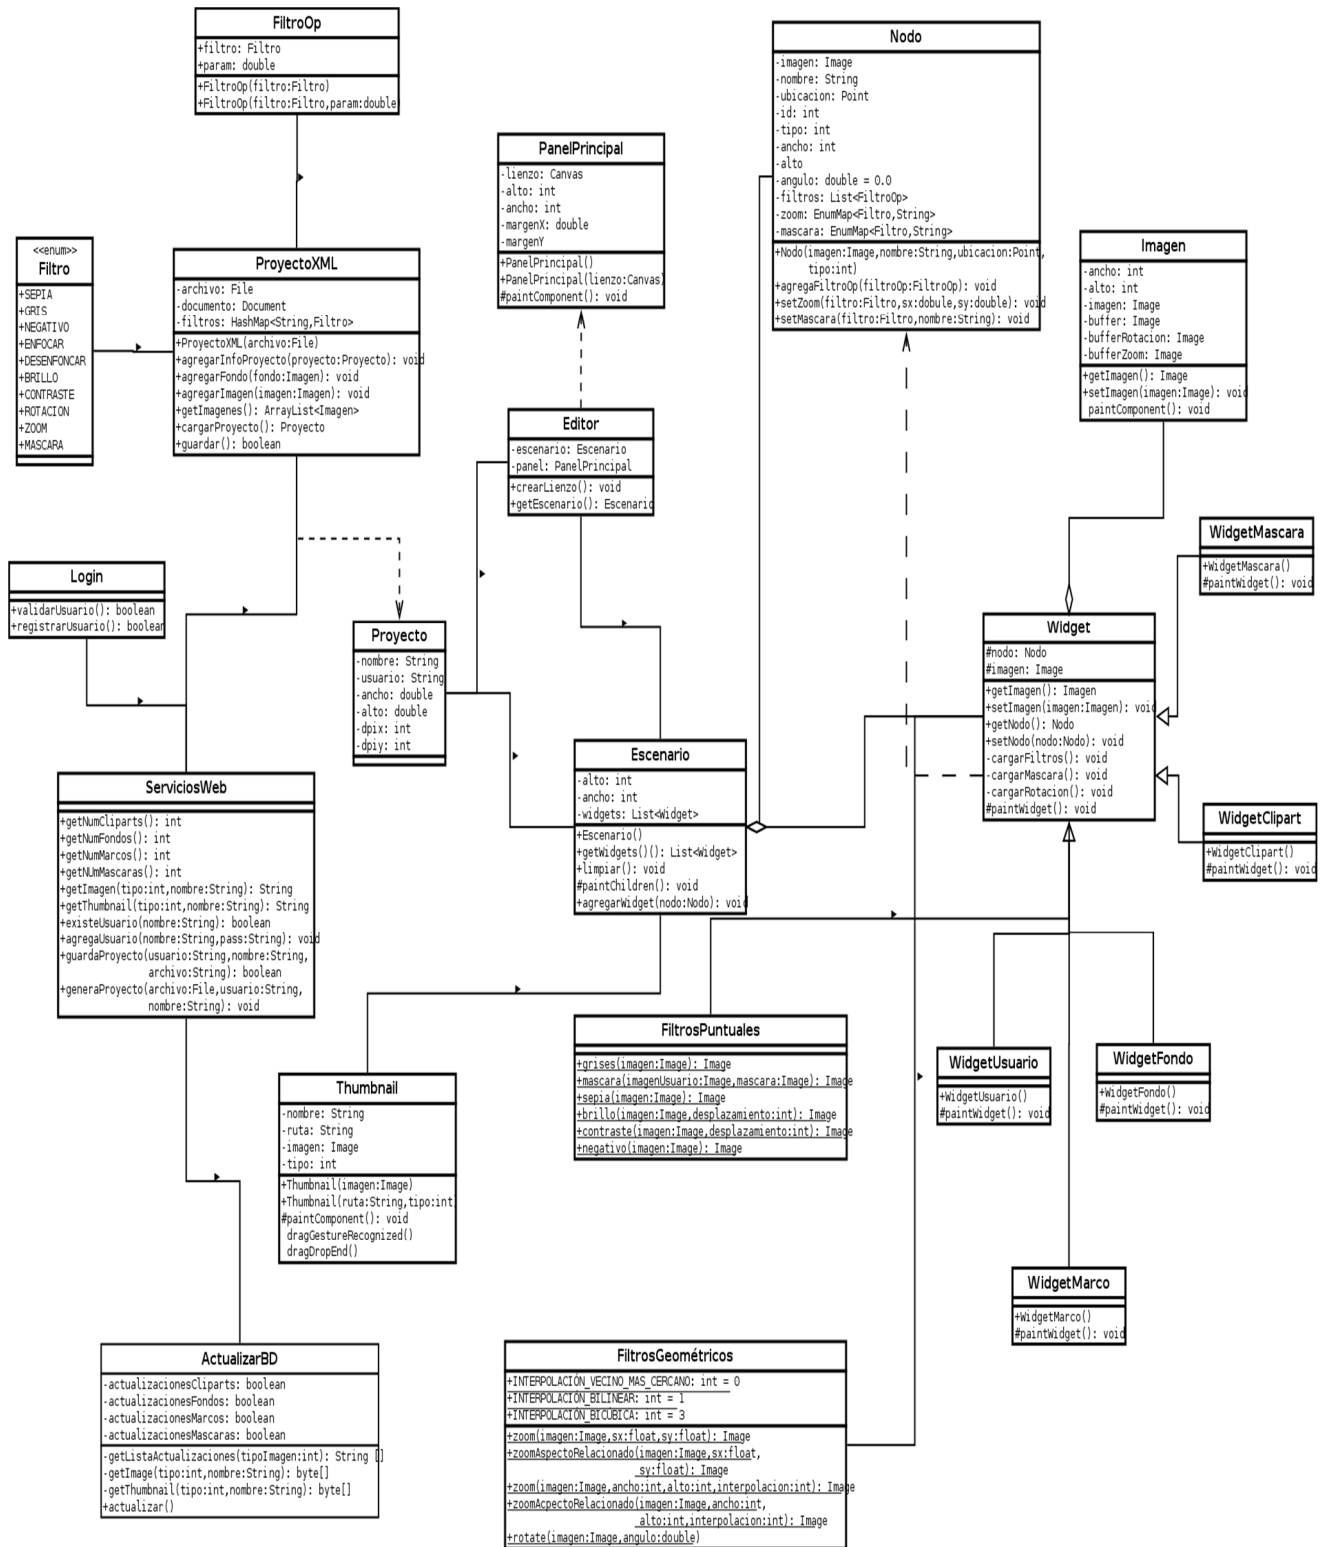 FiltroOp
+filtro: Filtro
+param: double
+FiltroOp(filtro:Filtro)
+FiltroOp(filtro:Filtro,param:double
Nodo
-imagen: Image
-nombre: String
-ubicacion: Point
-id: int
-tipo: int
-ancho: int
-alto
-angulo: double = 0.0
-filtros: List<FiltroOp>
-zoom: EnumMap<Filtro,String>
-mascara: EnumMap<Filtro,String>
+Nodo(imagen:Image,nombre:String,ubicacion:Point,
tipo:int)
+agregaFiltroOp(filtroOp:FiltroOp): void
+setZoom(filtro:Filtro,sx:dobule,sy:double): void
+setMascara(filtro:Filtro,nombre:String): void
PanelPrincipal
-lienzo: Canvas
-alto: int
-ancho: int
-margenX: double
-margenY
+PanelPrincipal()
+PanelPrincipal(lienzo:Canvas)
#paintComponent(): void
<<enum>>
Filtro
+SEPIA
+GRIS
+NEGATIVO
+ENFOCAR
+DESENFONCAR
+BRILLO
+CONTRASTE
+ROTACION
+ZOOM
+MASCARA
ProyectoXML
-archivo: File
-documento: Document
-filtros: HashMap<String,Filtro>
+ProyectoXML(archivo:File)
+agregarInfoProyecto(proyecto:Proyecto): void
+agregarFondo(fondo:Imagen): void
+agregarImagen(imagen:Imagen): void
+getImagenes(): ArrayList<Imagen>
+cargarProyecto(): Proyecto
+guardar(): boolean
Imagen
-ancho: int
-alto: int
-imagen: Image
-buffer: Image
-bufferRotacion: Image
-bufferZoom: Image
+getImagen(): Image
+setImagen(imagen:Image): void
paintComponent(): void
Editor
-escenario: Escenario
-panel: PanelPrincipal
+crearLienzo(): void
+getEscenario(): Escenario
WidgetMascara
+WidgetMascara()
#paintWidget(): void
Login
+validarUsuario(): boolean
+registrarUsuario(): boolean
Proyecto
-nombre: String
-usuario: String
-ancho: double
-alto: double
-dpix: int
-dpiy: int
Widget
#nodo: Nodo
#imagen: Image
+getImagen(): Imagen
+setImagen(imagen:Imagen): void
+getNodo(): Nodo
+setNodo(nodo:Nodo): void
-cargarFiltros(): void
-cargarMascara(): void
-cargarRotacion(): void
#paintWidget(): void
Escenario
-alto: int
-ancho: int
-widgets: List<Widget>
+Escenario()
+getWidgets()(): List<Widget>
+limpiar(): void
#paintChildren(): void
+agregarWidget(nodo:Nodo): void
WidgetClipart
+WidgetClipart()
#paintWidget(): void
ServiciosWeb
+getNumCliparts(): int
+getNumFondos(): int
+getNumMarcos(): int
+getNUmMascaras(): int
+getImagen(tipo:int,nombre:String): String
+getThumbnail(tipo:int,nombre:String): String
+existeUsuario(nombre:String): boolean
+agregaUsuario(nombre:String,pass:String): void
+guardaProyecto(usuario:String,nombre:String,
archivo:String): boolean
+generaProyecto(archivo:File,usuario:String,
nombre:String): void
FiltrosPuntuales
+grises(imagen:Image): Image
+mascara(imagenUsuario:Image,mascara:Image): Image
+sepia(imagen:Image): Image
+brillo(imagen:Image,desplazamiento:int): Image
+contraste(imagen:Image,desplazamiento:int): Image
+negativo(imagen:Image): Image
WidgetUsuario
+WidgetUsuario()
#paintWidget(): void
WidgetFondo
+WidgetFondo()
#paintWidget(): void
Thumbnail
-nombre: String
-ruta: String
-imagen: Image
-tipo: int
+Thumbnail(imagen:Image)
+Thumbnail(ruta:String,tipo:int)
#paintComponent(): void
dragGestureRecognized()
dragDropEnd()
WidgetMarco
+WidgetMarco()
#paintWidget(): void
ActualizarBD
-actualizacionesCliparts: boolean
-actualizacionesFondos: boolean
-actualizacionesMarcos: boolean
-actualizacionesMascaras: boolean
-getListaActualizaciones(tipoImagen:int): String []
-getImage(tipo:int,nombre:String): byte[]
-getThumbnail(tipo:int,nombre:String): byte[]
+actualizar()
FiltrosGeométricos
+INTERPOLACIÓN_VECINO_MAS_CERCANO: int = 0
+INTERPOLACIÓN_BILINEAR: int = 1
+INTERPOLACIÓN_BICÚBICA: int = 3
+zoom(imagen:Image,sx:float,sy:float): Image
+zoomAspectoRelacionado(imagen:Image,sx:float,
sy:float): Image
+zoom(imagen:Image,ancho:int,alto:int,interpolacion:int): Image
+zoomAcpectoRelacionado(imagen:Image,ancho:int,
alto:int,interpolacion:int): Image
+rotate(imagen:Image,angulo:double)